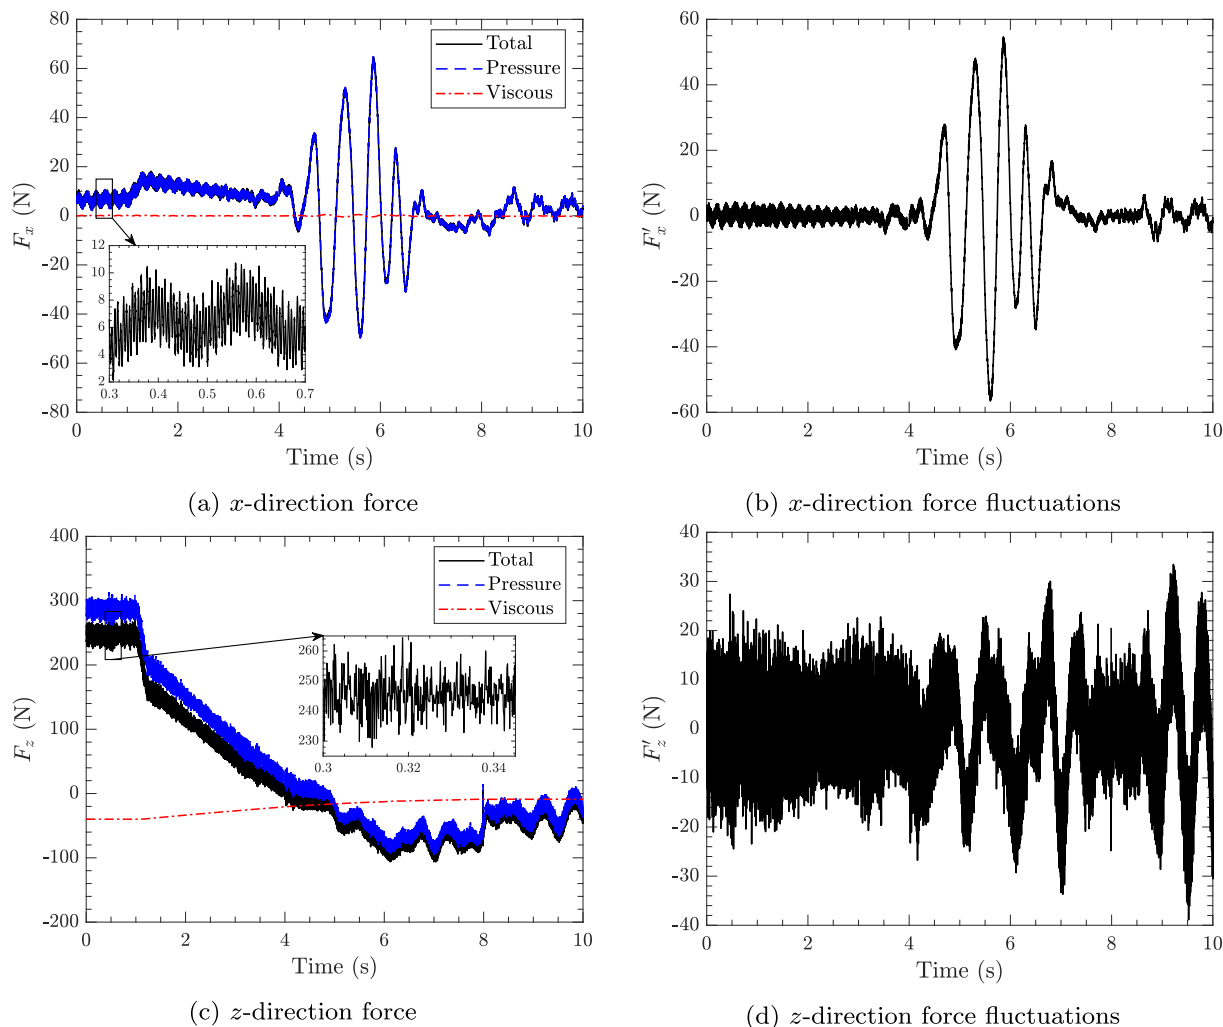 80
60
40
20
0
-20
-40
-60
-80
F_x (N)
Total
Pressure
Viscous
12
10
8
6
4
2
0.3 0.4 0.5 0.6 0.7
0 2 4 6 8 10
Time (s)
(a) x-direction force
60
40
20
0
-20
-40
-60
F′_x (N)
0 2 4 6 8 10
Time (s)
(b) x-direction force fluctuations
400
300
200
100
0
-100
-200
F_z (N)
Total
Pressure
Viscous
260
250
240
230
0.3 0.32 0.34
0 2 4 6 8 10
Time (s)
(c) z-direction force
40
30
20
10
0
-10
-20
-30
-40
F′_z (N)
0 2 4 6 8 10
Time (s)
(d) z-direction force fluctuations